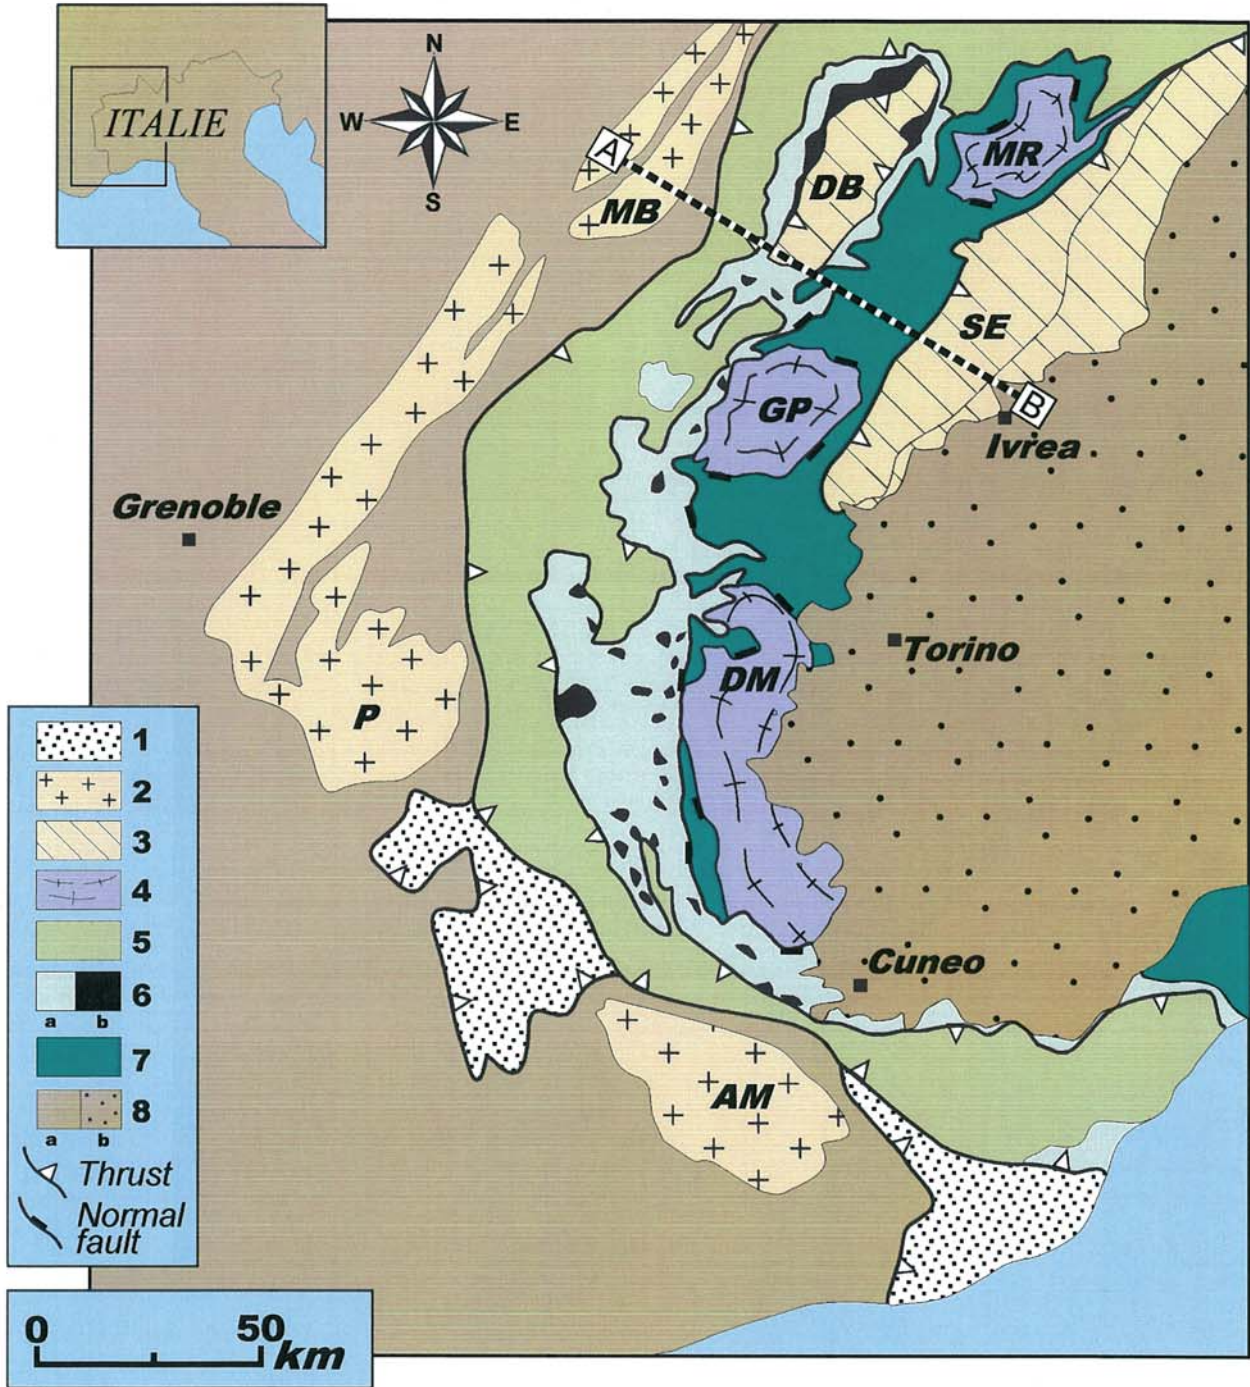 ITALIE
N
W
E
S
A
MB
DB
MR
SE
B
Ivrea
GP
Grenoble
Torino
DM
P
Cuneo
AM
1
2
3
4
5
6
a b
7
8
a b
Thrust
Normal
fault
0 50 km